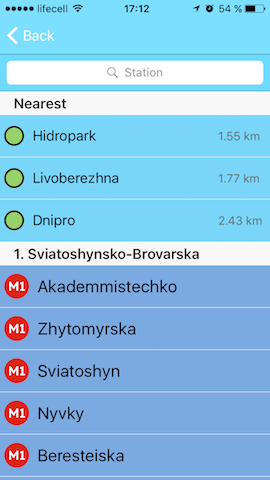 lifecell 17:12 54 %
Back
Station
Nearest
Hidropark 1.55 km
Livoberezhna 1.77 km
Dnipro 2.43 km
1. Sviatoshynsko-Brovarska
M1 Akademmistechko
M1 Zhytomyrska
M1 Sviatoshyn
M1 Nyvky
M1 Beresteiska